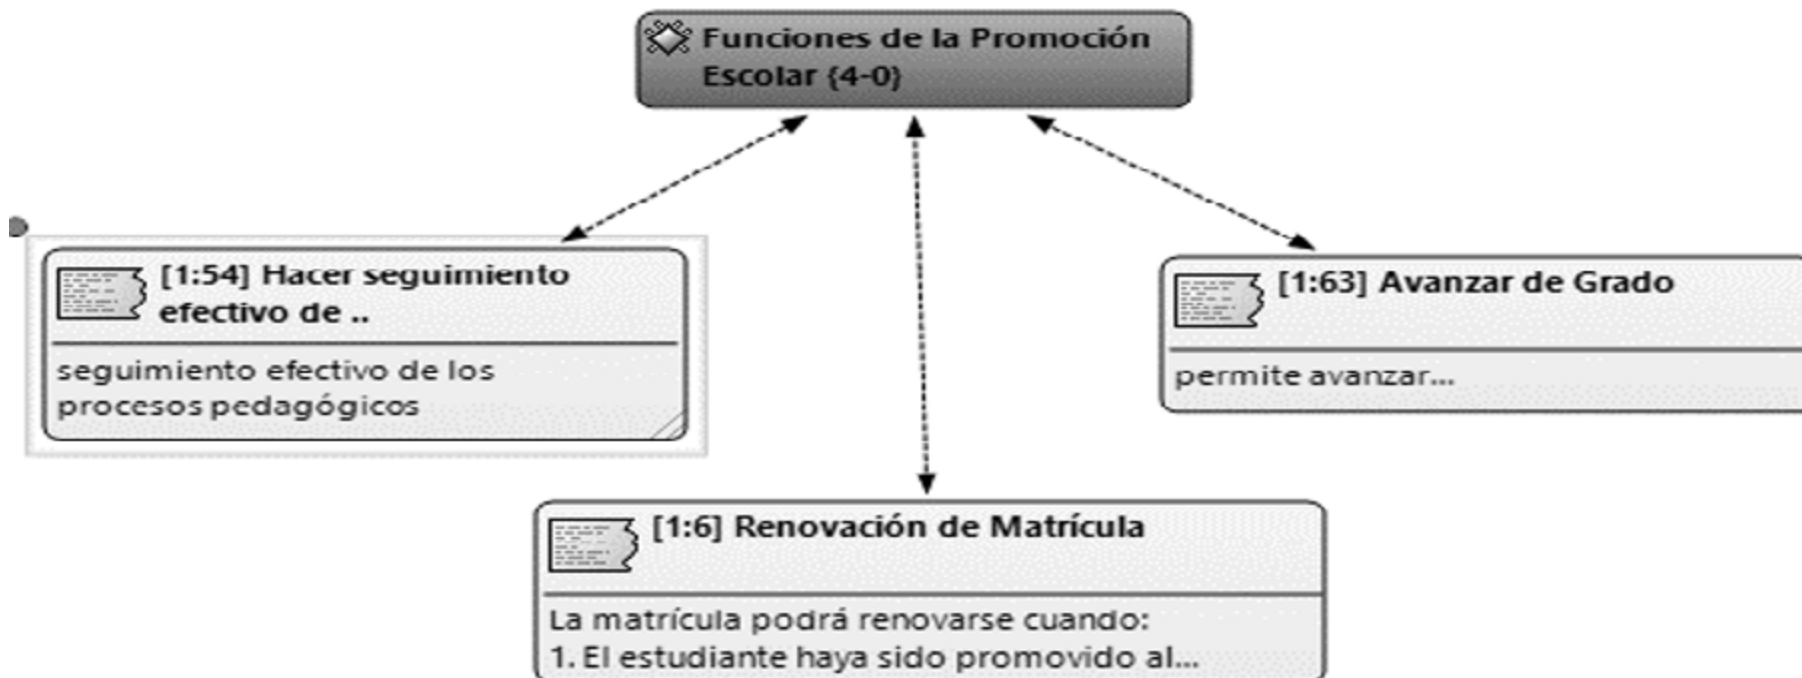 Funciones de la Promoción
Escolar {4-0}
[1:54] Hacer seguimiento
efectivo de ..
seguimiento efectivo de los
procesos pedagógicos
[1:63] Avanzar de Grado
permite avanzar...
[1:6] Renovación de Matrícula
La matrícula podrá renovarse cuando:
1. El estudiante haya sido promovido al...